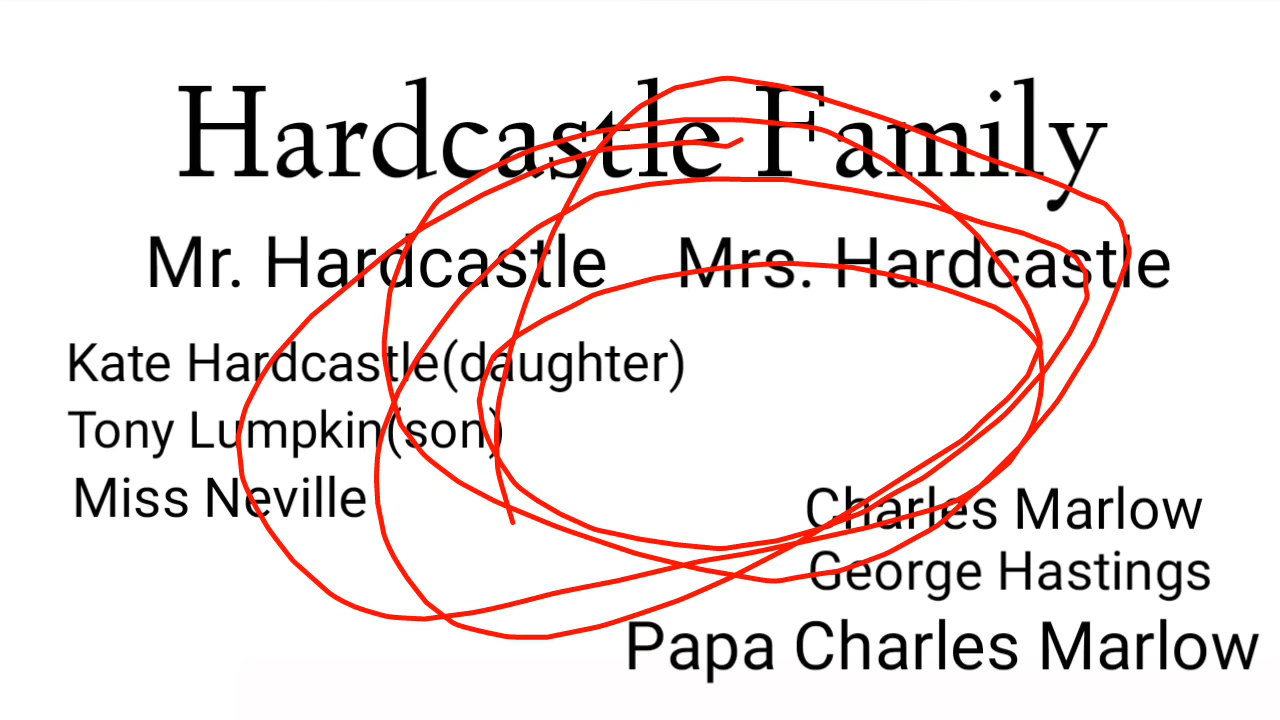 Hardcastle Family
Mr. Hardcastle Mrs. Hardcastle
Kate Hardcastle(daughter)
Tony Lumpkin(son)
Miss Neville
Charles Marlow
George Hastings
Papa Charles Marlow